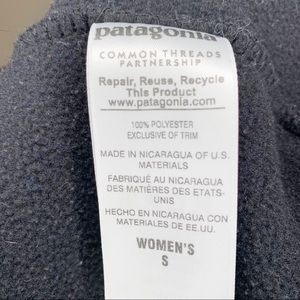 patagonia
COMMON THREADS
PARTNERSHIP
Repair, Reuse, Recycle
This Product
www.patagonia.com
100% POLYESTER
EXCLUSIVE OF TRIM
MADE IN NICARAGUA OF U.S.
MATERIALS
FABRIQUÉ AU NICARAGUA
DES MATIÈRES DES ETATS-
UNIS
HECHO EN NICARAGUA CON
MATERIALES DE EE.UU.
WOMEN'S
S